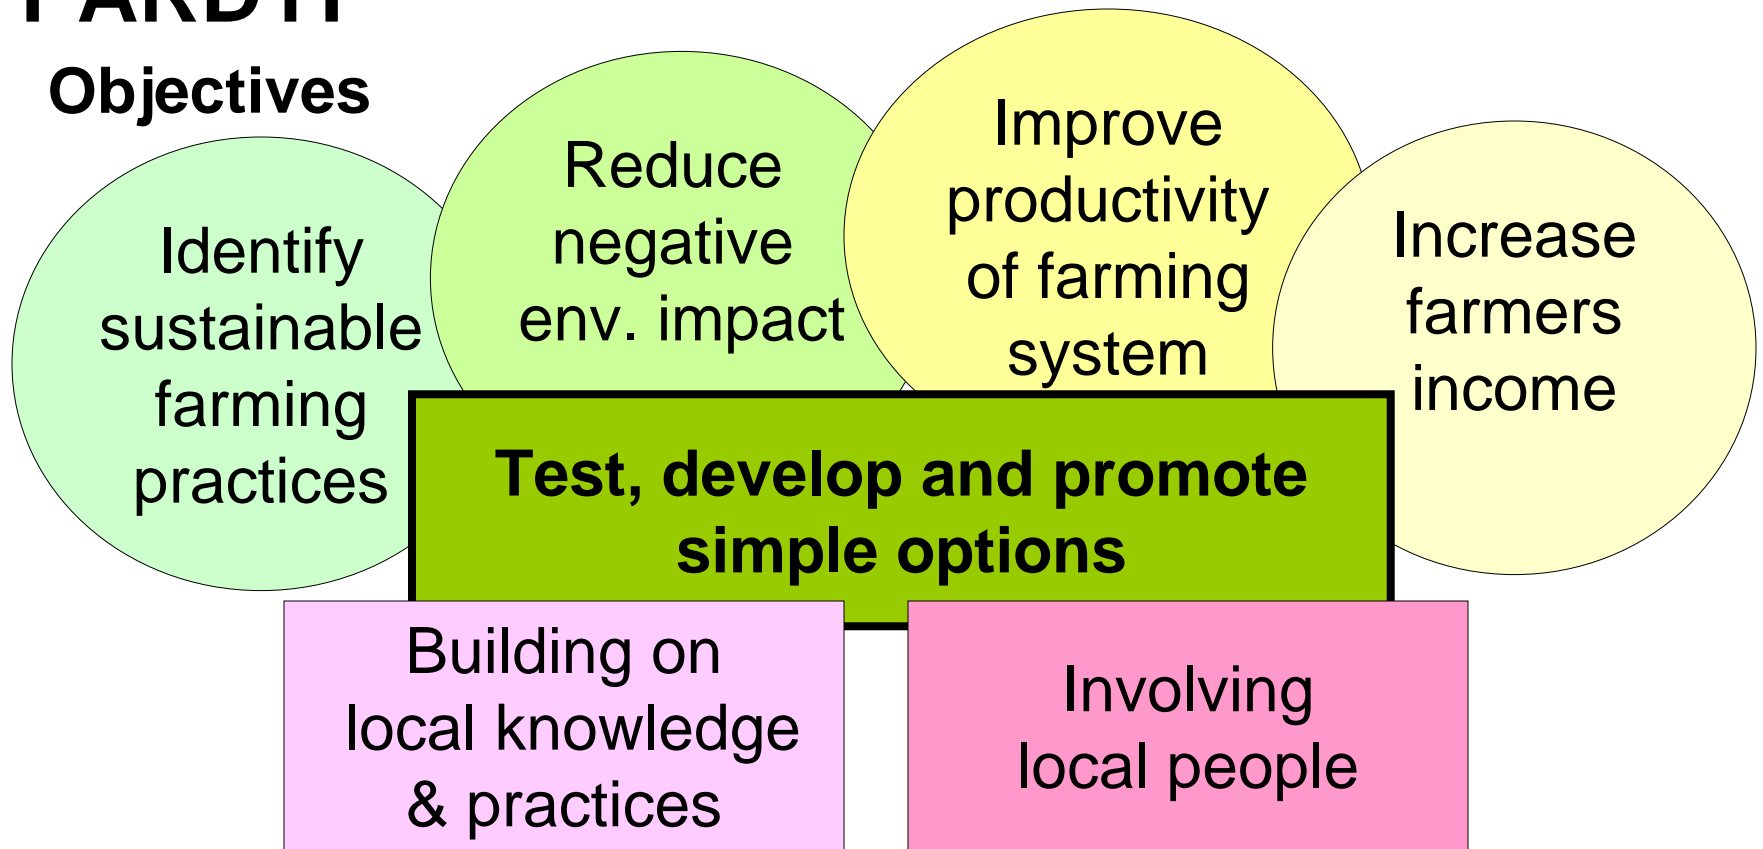 Objectives
Identify
sustainable
farming
practices
Reduce
negative
env. impact
Improve
productivity
of farming
system
Increase
farmers
income
Test, develop and promote
simple options
Building on
local knowledge
& practices
Involving
local people